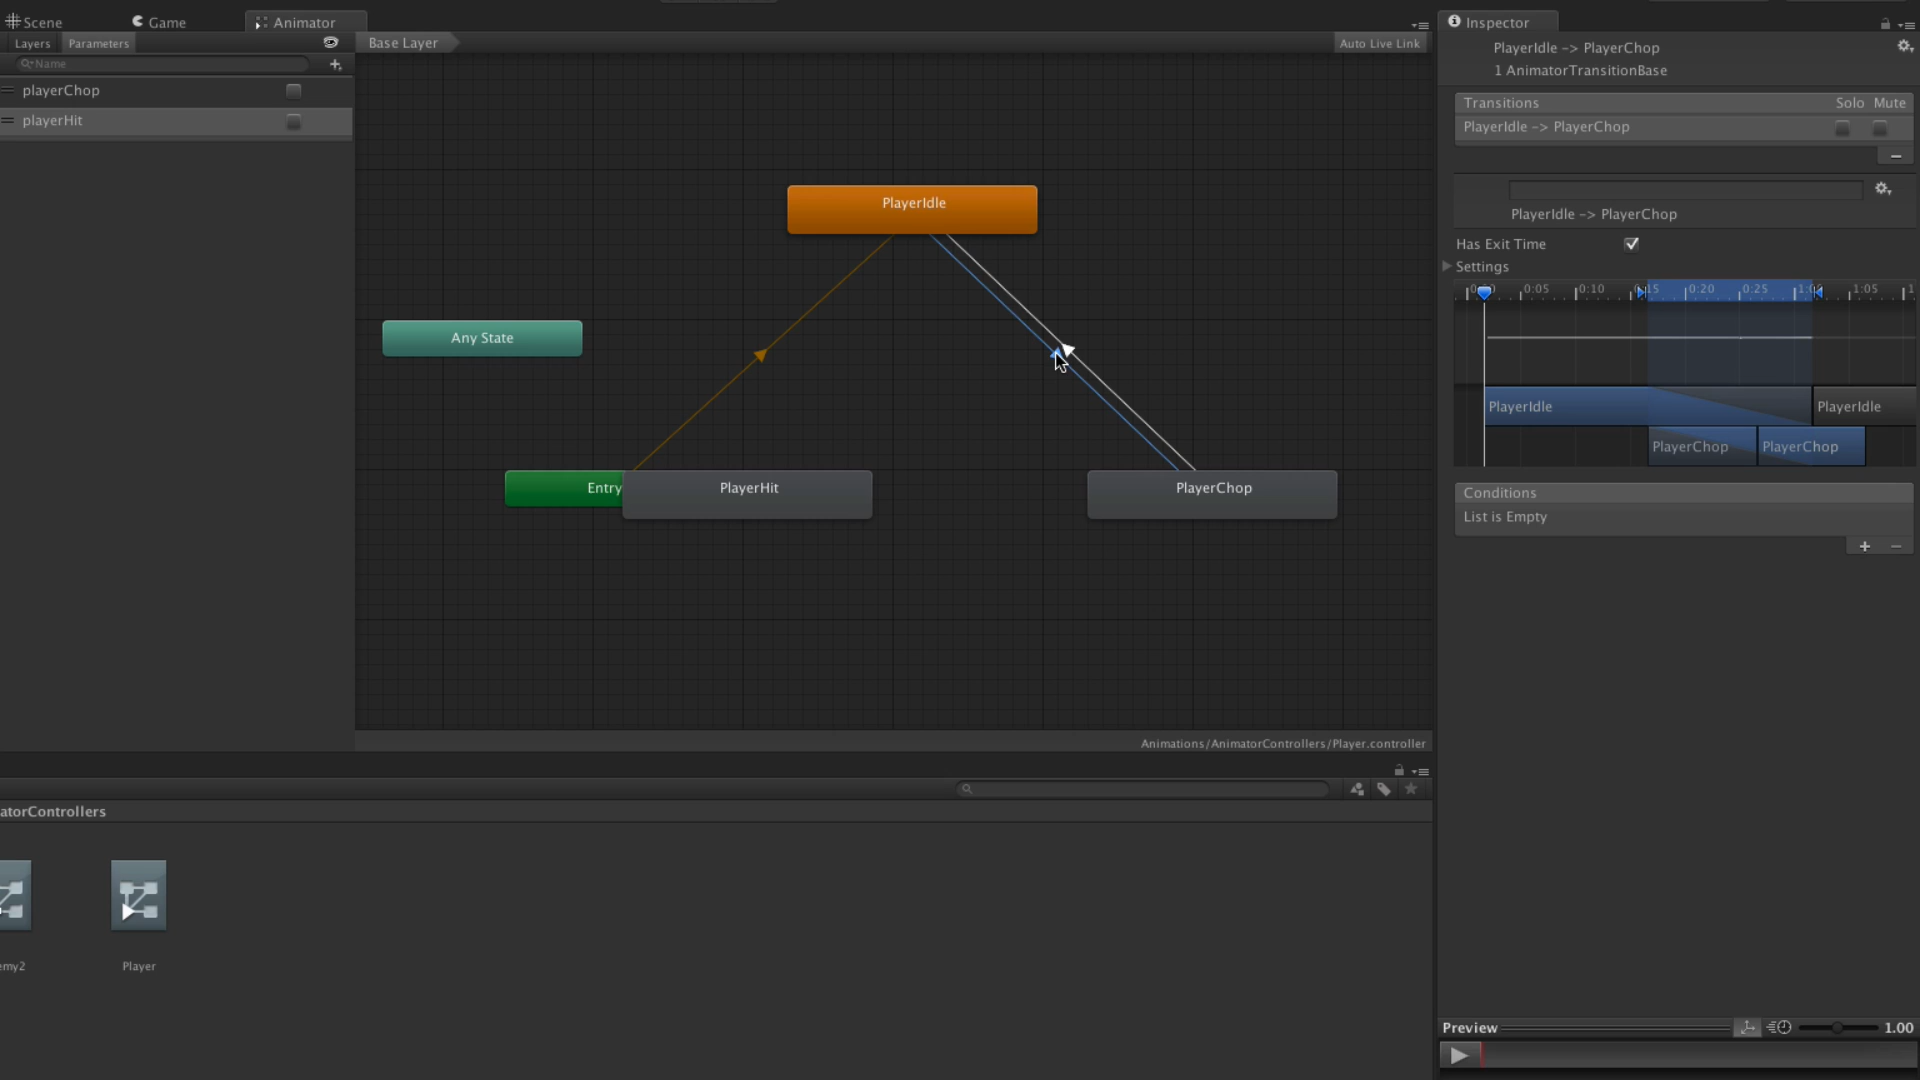 Scene
Game
Animator
Layers
Parameters
Name
playerChop
playerHit
Base Layer
Auto Live Link
PlayerIdle
Any State
Entry
PlayerHit
PlayerChop
Animations/AnimatorControllers/Player.controller
atorControllers
emy2
Player
Inspector
PlayerIdle -> PlayerChop
1 AnimatorTransitionBase
Transitions
Solo
Mute
PlayerIdle -> PlayerChop
PlayerIdle -> PlayerChop
Has Exit Time
Settings
0:05
0:10
0:20
0:25
1:05
PlayerIdle
PlayerIdle
PlayerChop
PlayerChop
Conditions
List is Empty
Preview
1.00